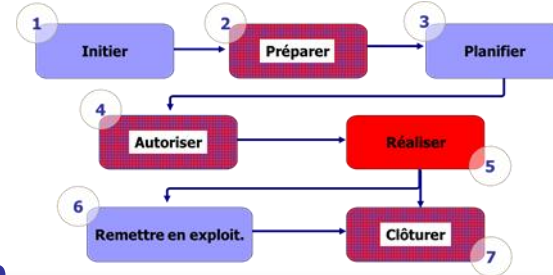 1
Initier
2
Préparer
3
Planifier
4
Autoriser
Réaliser
5
6
Remettre en exploit.
Clôturer
7